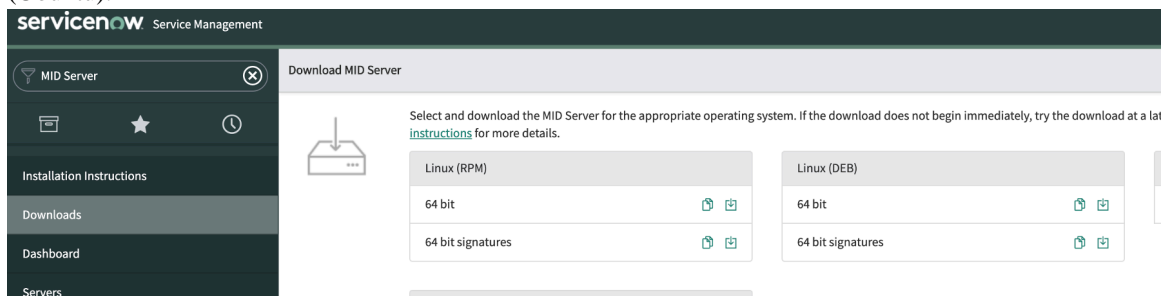 servicenow Service Management
MID Server
Installation Instructions
Downloads
Dashboard
Servers
Download MID Server
Select and download the MID Server for the appropriate operating system. If the download does not begin immediately, try the download at a lat
instructions for more details.
Linux (RPM)
64 bit
64 bit signatures
Linux (DEB)
64 bit
64 bit signatures